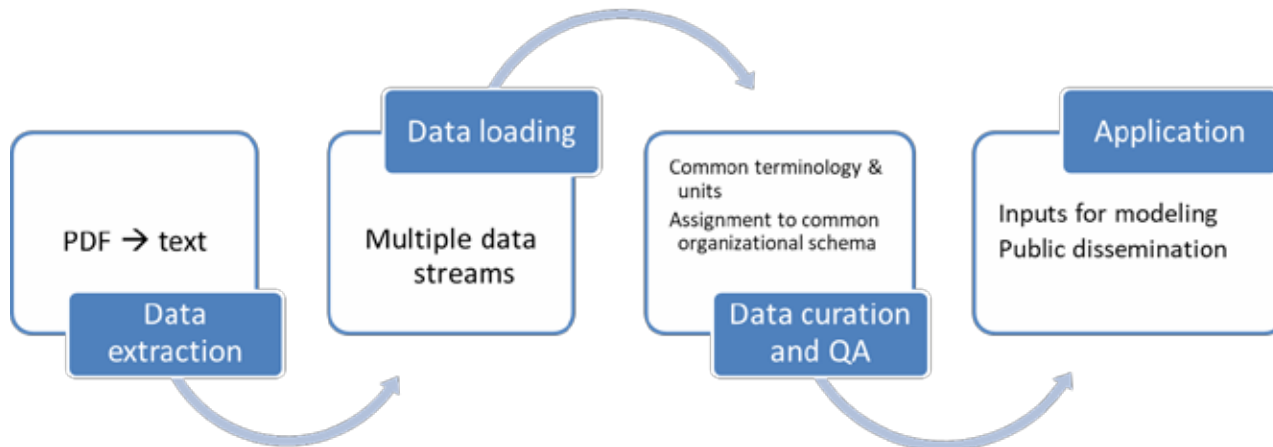 PDF → text
Data
extraction
Data loading
Multiple data
streams
Common terminology &
units
Assignment to common
organizational schema
Data curation
and QA
Application
Inputs for modeling
Public dissemination